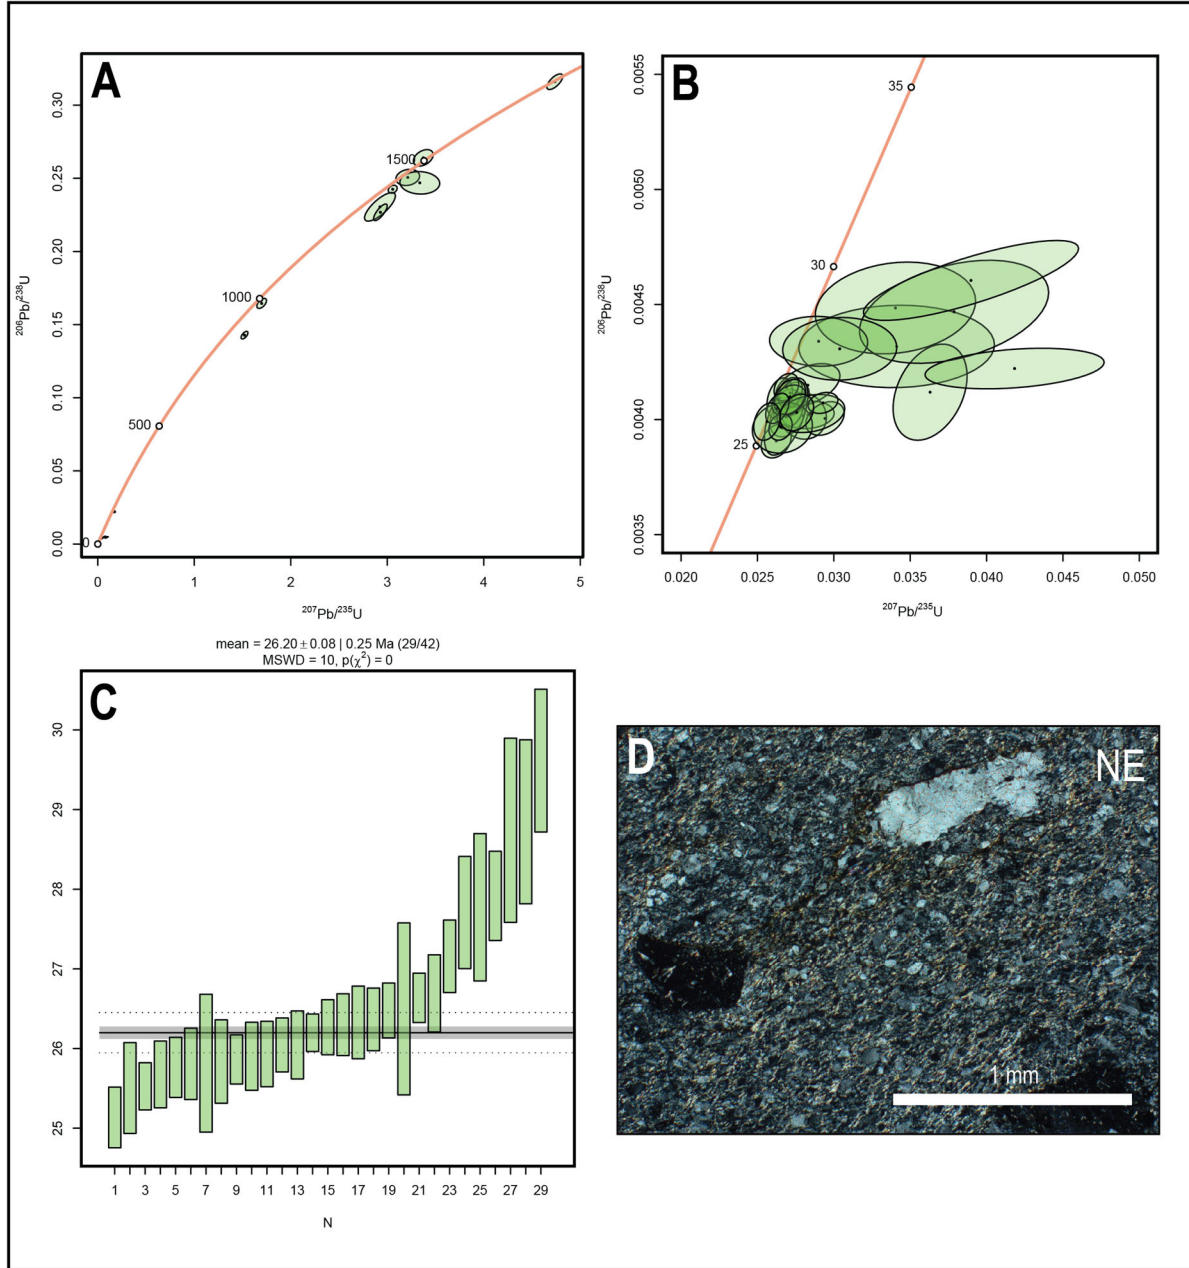 A
0.30
0.25
0.20
0.15
0.10
0.05
0.00
²⁰⁶Pb/²³⁸U
1500
1000
500
0
0 1 2 3 4 5
²⁰⁷Pb/²³⁵U
B
0.0055
0.0050
0.0045
0.0040
0.0035
²⁰⁶Pb/²³⁸U
35
30
25
0.020 0.025 0.030 0.035 0.040 0.045 0.050
²⁰⁷Pb/²³⁵U
mean = 26.20 ± 0.08 | 0.25 Ma (29/42)
MSWD = 10, p(χ²) = 0
C
30
29
28
27
26
25
1 3 5 7 9 11 13 15 17 19 21 23 25 27 29
N
D
NE
1 mm